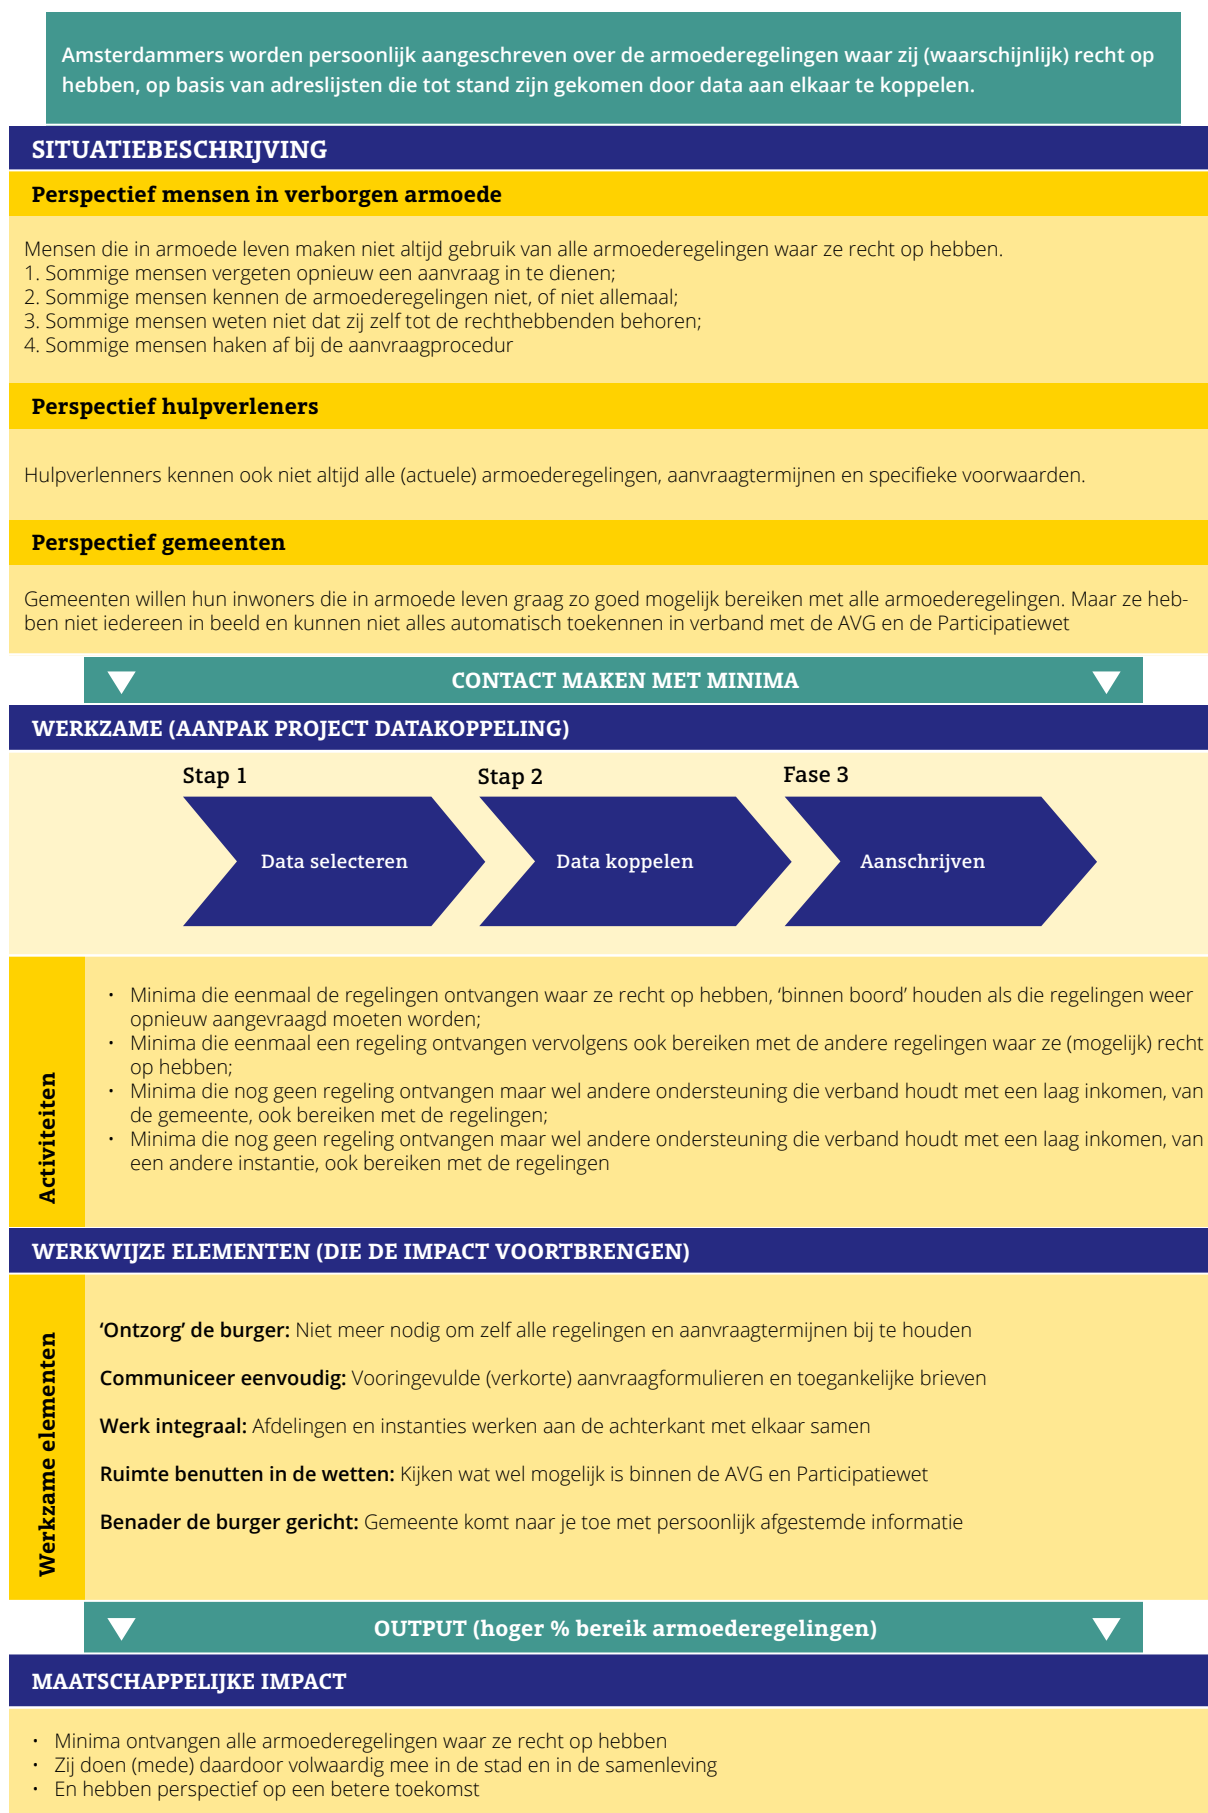 Amsterdammers worden persoonlijk aangeschreven over de armoederegelingen waar zij (waarschijnlijk) recht op
hebben, op basis van adreslijsten die tot stand zijn gekomen door data aan elkaar te koppelen.
SITUATIEBESCHRIJVING
Perspectief mensen in verborgen armoede
Mensen die in armoede leven maken niet altijd gebruik van alle armoederegelingen waar ze recht op hebben.
1. Sommige mensen vergeten opnieuw een aanvraag in te dienen;
2. Sommige mensen kennen de armoederegelingen niet, of niet allemaal;
3. Sommige mensen weten niet dat zij zelf tot de rechthebbenden behoren;
4. Sommige mensen haken af bij de aanvraagprocedur
Perspectief hulpverleners
Hulpverlenners kennen ook niet altijd alle (actuele) armoederegelingen, aanvraagtermijnen en specifieke voorwaarden.
Perspectief gemeenten
Gemeenten willen hun inwoners die in armoede leven graag zo goed mogelijk bereiken met alle armoederegelingen. Maar ze heb-
ben niet iedereen in beeld en kunnen niet alles automatisch toekennen in verband met de AVG en de Participatiewet
CONTACT MAKEN MET MINIMA
WERKZAME (AANPAK PROJECT DATAKOPPELING)
Stap 1
Stap 2
Fase 3
Data selecteren
Data koppelen
Aanschrijven
Activiteiten
• Minima die eenmaal de regelingen ontvangen waar ze recht op hebben, ‘binnen boord’ houden als die regelingen weer
opnieuw aangevraagd moeten worden;
• Minima die eenmaal een regeling ontvangen vervolgens ook bereiken met de andere regelingen waar ze (mogelijk) recht
op hebben;
• Minima die nog geen regeling ontvangen maar wel andere ondersteuning die verband houdt met een laag inkomen, van
de gemeente, ook bereiken met de regelingen;
• Minima die nog geen regeling ontvangen maar wel andere ondersteuning die verband houdt met een laag inkomen, van
een andere instantie, ook bereiken met de regelingen
WERKWIJZE ELEMENTEN (DIE DE IMPACT VOORTBRENGEN)
Werkzame elementen
‘Ontzorg’ de burger: Niet meer nodig om zelf alle regelingen en aanvraagtermijnen bij te houden
Communiceer eenvoudig: Vooringevulde (verkorte) aanvraagformulieren en toegankelijke brieven
Werk integraal: Afdelingen en instanties werken aan de achterkant met elkaar samen
Ruimte benutten in de wetten: Kijken wat wel mogelijk is binnen de AVG en Participatiewet
Benader de burger gericht: Gemeente komt naar je toe met persoonlijk afgestemde informatie
OUTPUT (hoger % bereik armoederegelingen)
MAATSCHAPPELIJKE IMPACT
• Minima ontvangen alle armoederegelingen waar ze recht op hebben
• Zij doen (mede) daardoor volwaardig mee in de stad en in de samenleving
• En hebben perspectief op een betere toekomst